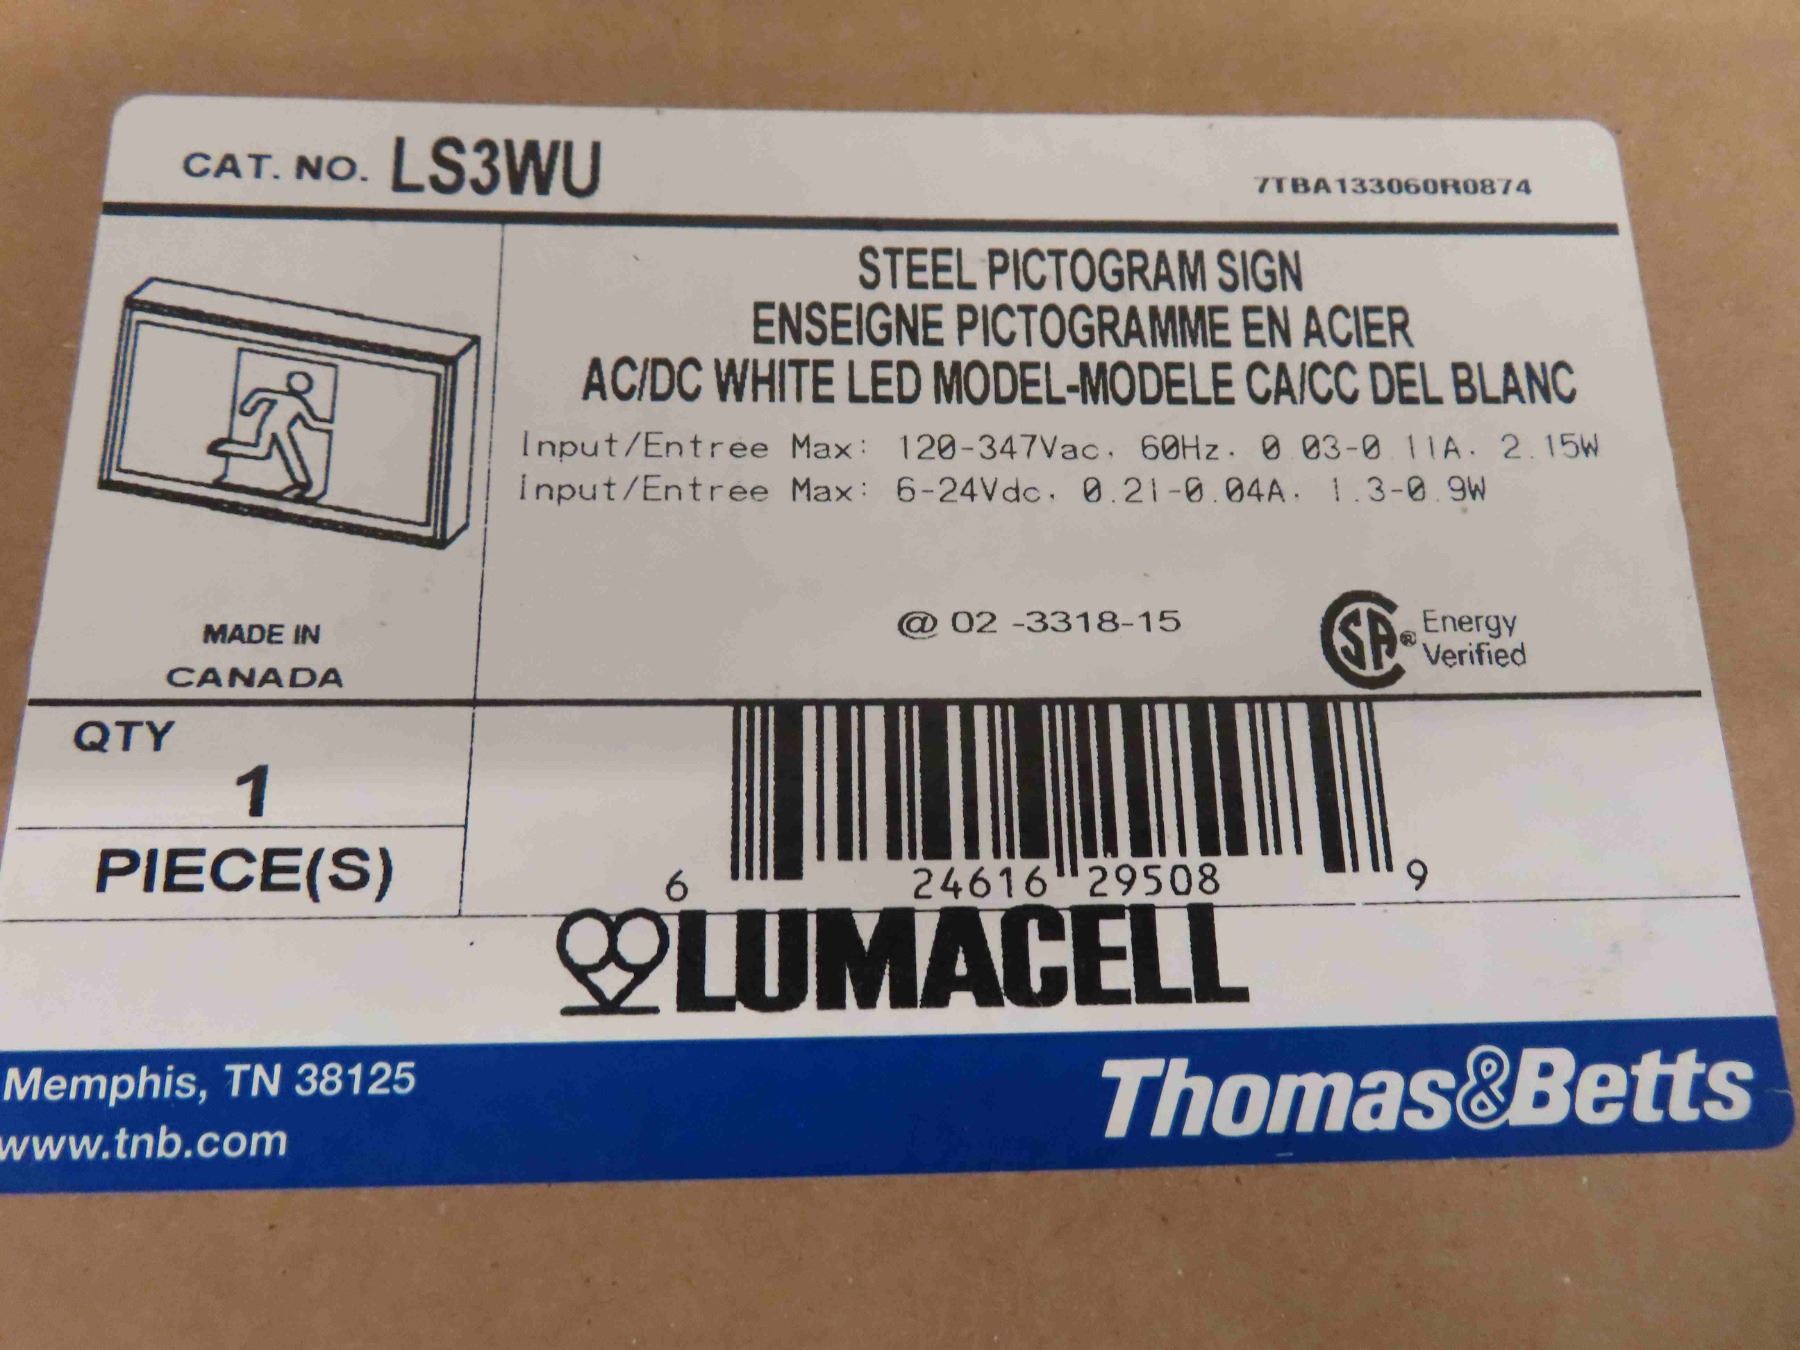 CAT. NO. LS3WU
7TBA133060R0874
STEEL PICTOGRAM SIGN
ENSEIGNE PICTOGRAMME EN ACIER
AC/DC WHITE LED MODEL-MODELE CA/CC DEL BLANC
Input/Entree Max: 120-347Vac, 60Hz. 0.03-0.11A. 2.15W
Input/Entree Max: 6-24Vdc, 0.21-0.04A. 1.3-0.9W
MADE IN
CANADA
@ 02 -3318-15
SA® Energy
Verified
QTY
1
PIECE(S)
6 24616 29508 9
LUMACELL
Memphis, TN 38125
www.tnb.com
Thomas&Betts